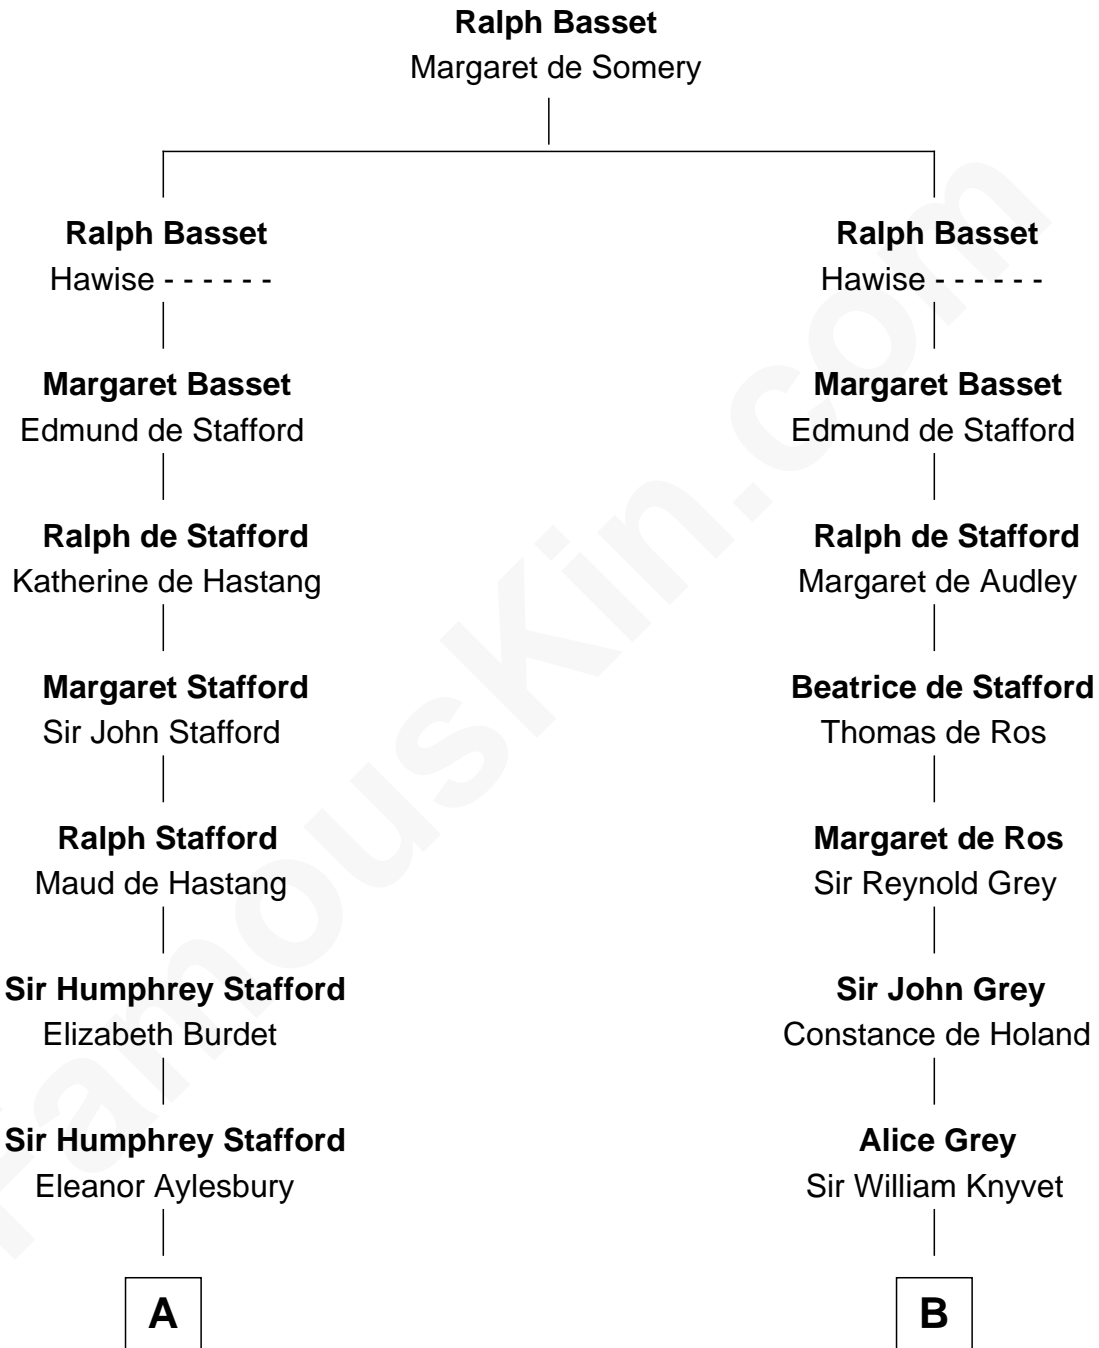 Ralph Basset
Margaret de Somery
Ralph Basset
Hawise - - - - - -
Margaret Basset
Edmund de Stafford
Ralph de Stafford
Katherine de Hastang
Margaret Stafford
Sir John Stafford
Ralph Stafford
Maud de Hastang
Sir Humphrey Stafford
Elizabeth Burdet
Sir Humphrey Stafford
Eleanor Aylesbury
A
Ralph Basset
Hawise - - - - - -
Margaret Basset
Edmund de Stafford
Ralph de Stafford
Margaret de Audley
Beatrice de Stafford
Thomas de Ros
Margaret de Ros
Sir Reynold Grey
Sir John Grey
Constance de Holand
Alice Grey
Sir William Knyvet
B
FamousKin.com